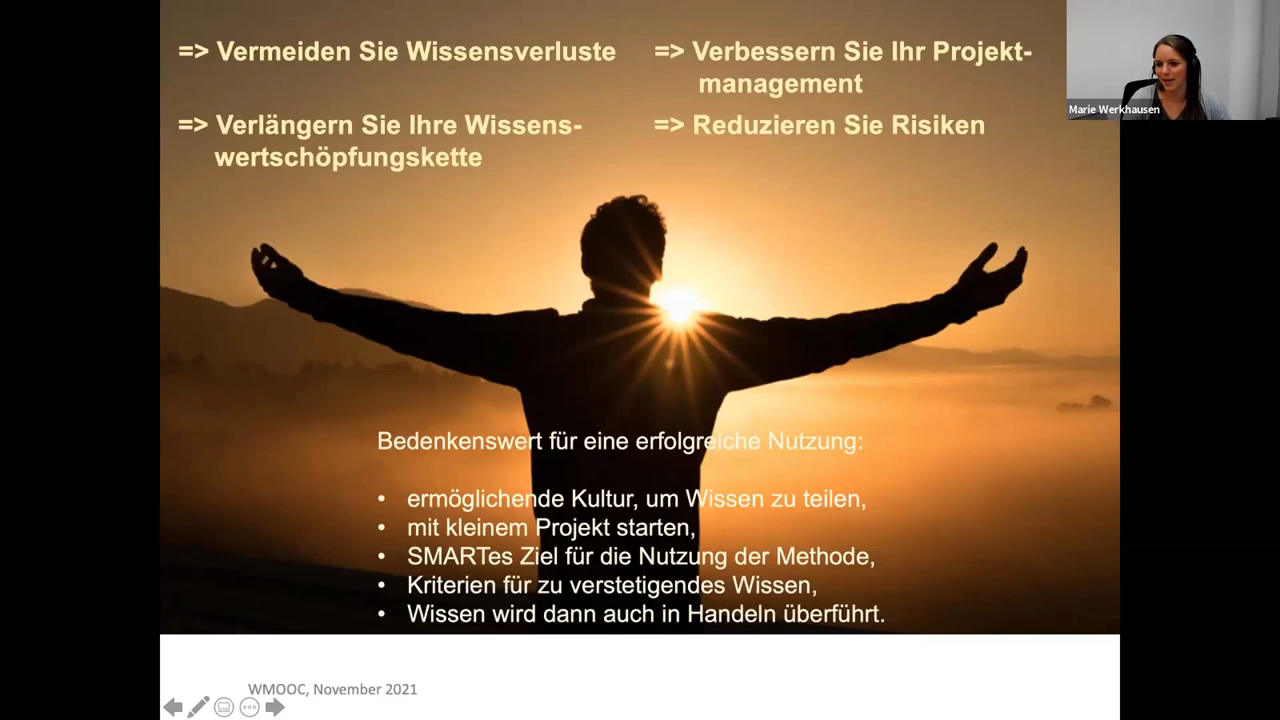 => Vermeiden Sie Wissensverluste
=> Verlängern Sie Ihre Wissens-
wertschöpfungskette
=> Verbessern Sie Ihr Projekt-
management
=> Reduzieren Sie Risiken
Marie Werkhausen
Bedenkenswert für eine erfolgreiche Nutzung:
• ermöglichende Kultur, um Wissen zu teilen,
• mit kleinem Projekt starten,
• SMARTes Ziel für die Nutzung der Methode,
• Kriterien für zu verstetigendes Wissen,
• Wissen wird dann auch in Handeln überführt.
WMOOC, November 2021